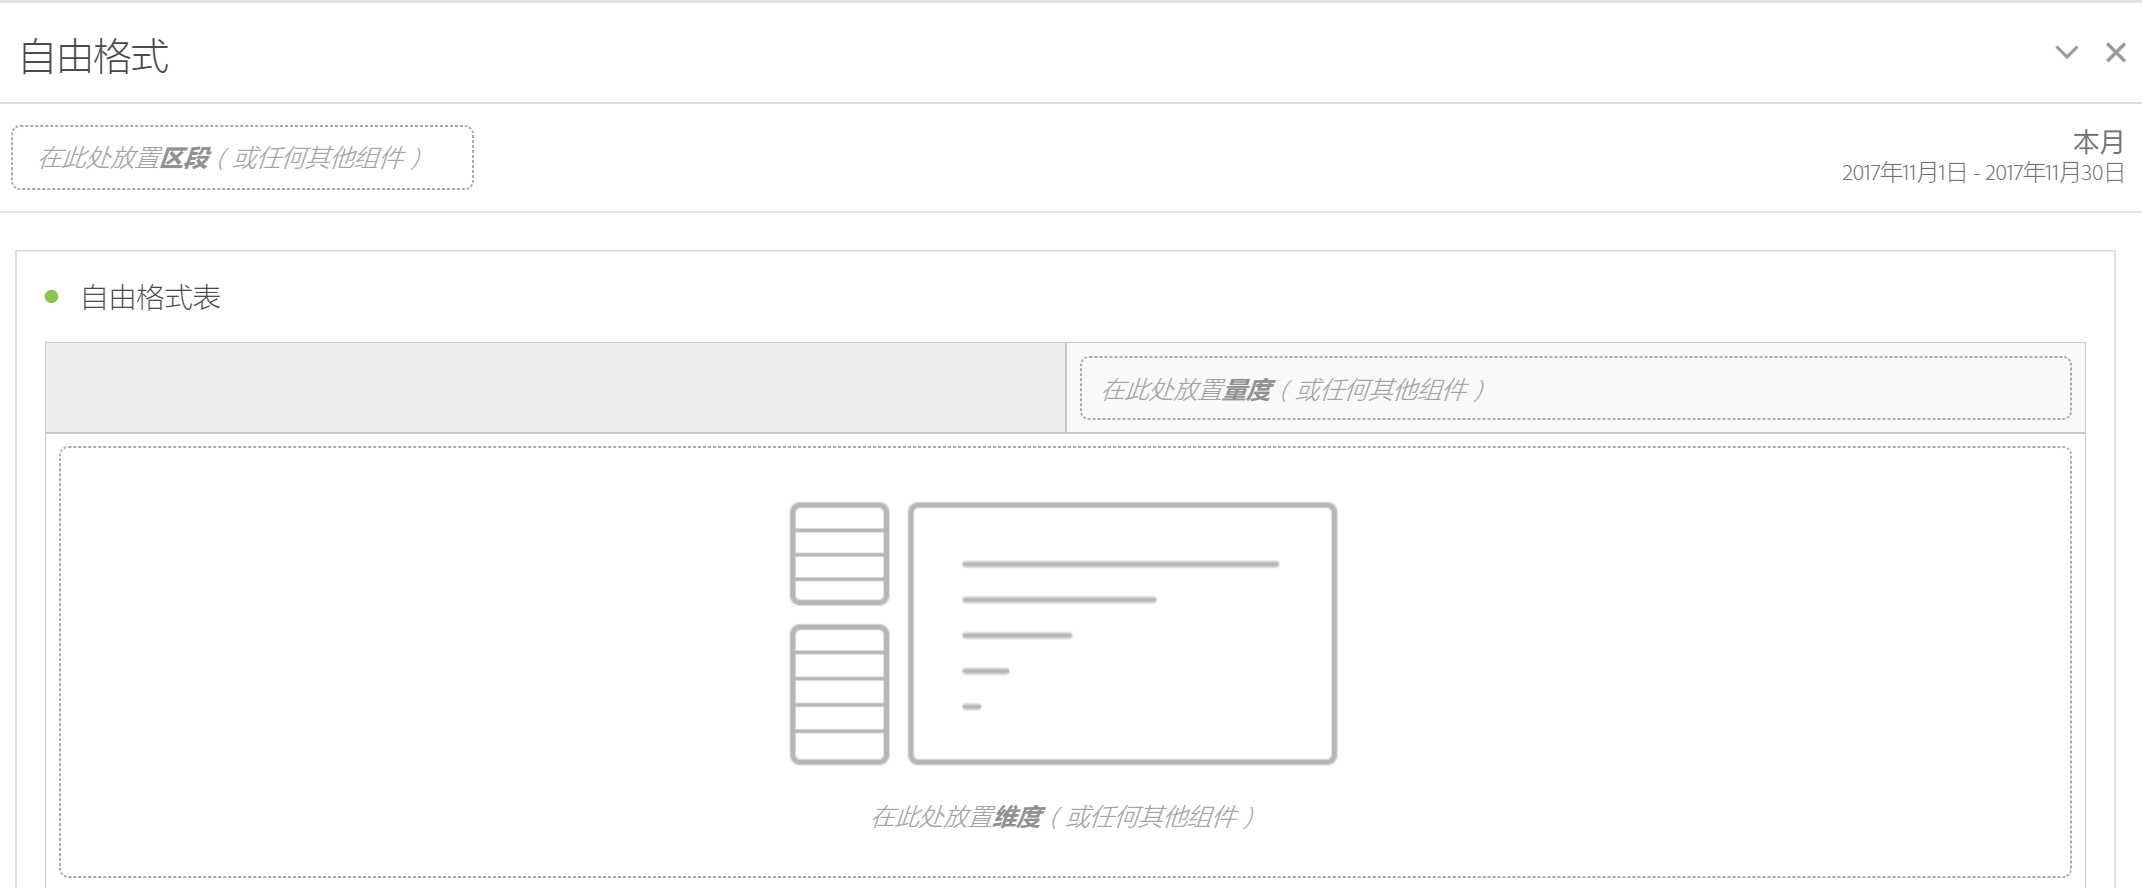 自由格式
在此处放置区段（或任何其他组件）
本月
2017年11月1日 - 2017年11月30日
自由格式表
在此处放置量度（或任何其他组件）
在此处放置维度（或任何其他组件）